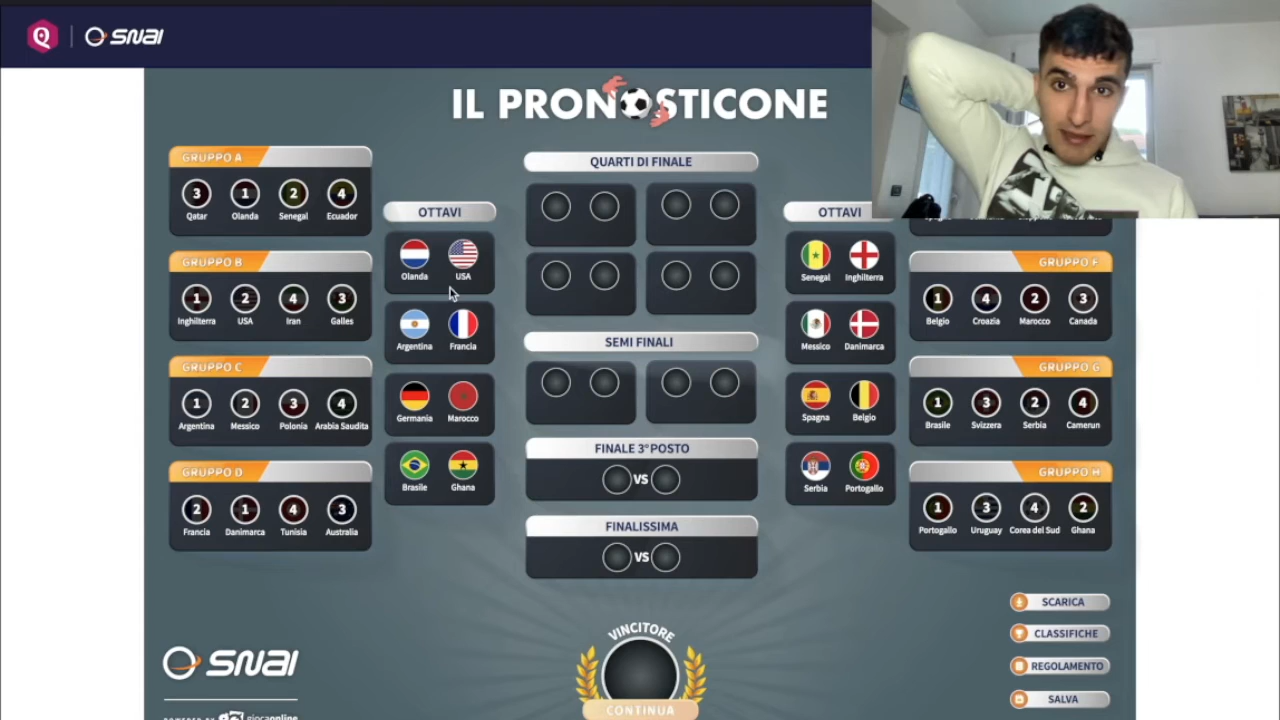 Q SNAI
IL PRONOSTICONE
GRUPPO A
3 1 2 4
Qatar Olanda Senegal Ecuador
GRUPPO B
1 2 4 3
Inghilterra USA Iran Galles
GRUPPO C
1 2 3 4
Argentina Messico Polonia Arabia Saudita
GRUPPO D
2 1 4 3
Francia Danimarca Tunisia Australia
OTTAVI
Olanda USA
Argentina Francia
Germania Marocco
Brasile Ghana
QUARTI DI FINALE
SEMI FINALI
FINALE 3° POSTO
VS
FINALISSIMA
VS
VINCITORE
CONTINUA
OTTAVI
Senegal Inghilterra
Messico Danimarca
Spagna Belgio
Serbia Portogallo
GRUPPO F
1 4 2 3
Belgio Croazia Marocco Canada
GRUPPO G
1 3 2 4
Brasile Svizzera Serbia Camerun
GRUPPO H
1 3 4 2
Portogallo Uruguay Corea del Sud Ghana
SCARICA
CLASSIFICHE
REGOLAMENTO
SALVA
SNAI
POWERED BY giocaonline